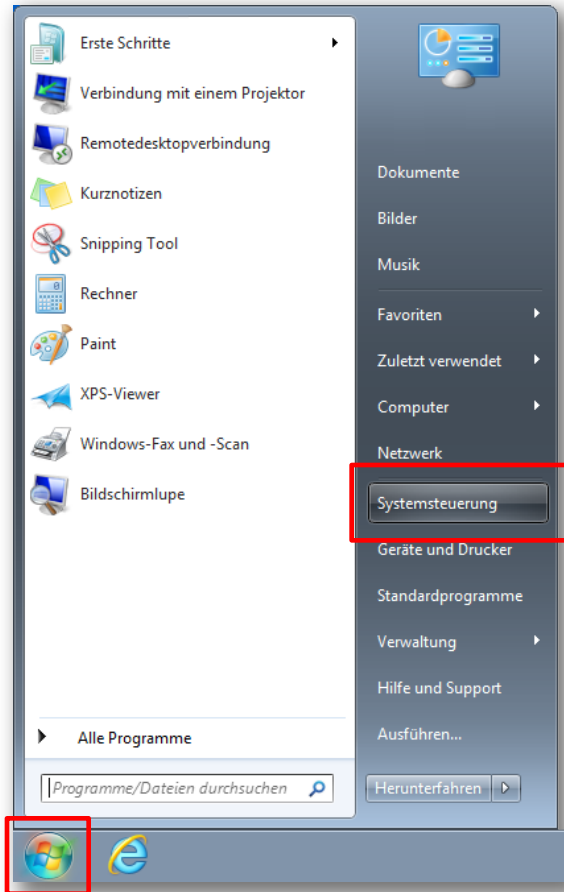 Erste Schritte
Verbindung mit einem Projektor
Remotedesktopverbindung
Kurznotizen
Snipping Tool
Rechner
Paint
XPS-Viewer
Windows-Fax und -Scan
Bildschirmlupe
Alle Programme
Programme/Dateien durchsuchen
Dokumente
Bilder
Musik
Favoriten
Zuletzt verwendet
Computer
Netzwerk
Systemsteuerung
Geräte und Drucker
Standardprogramme
Verwaltung
Hilfe und Support
Ausführen...
Herunterfahren